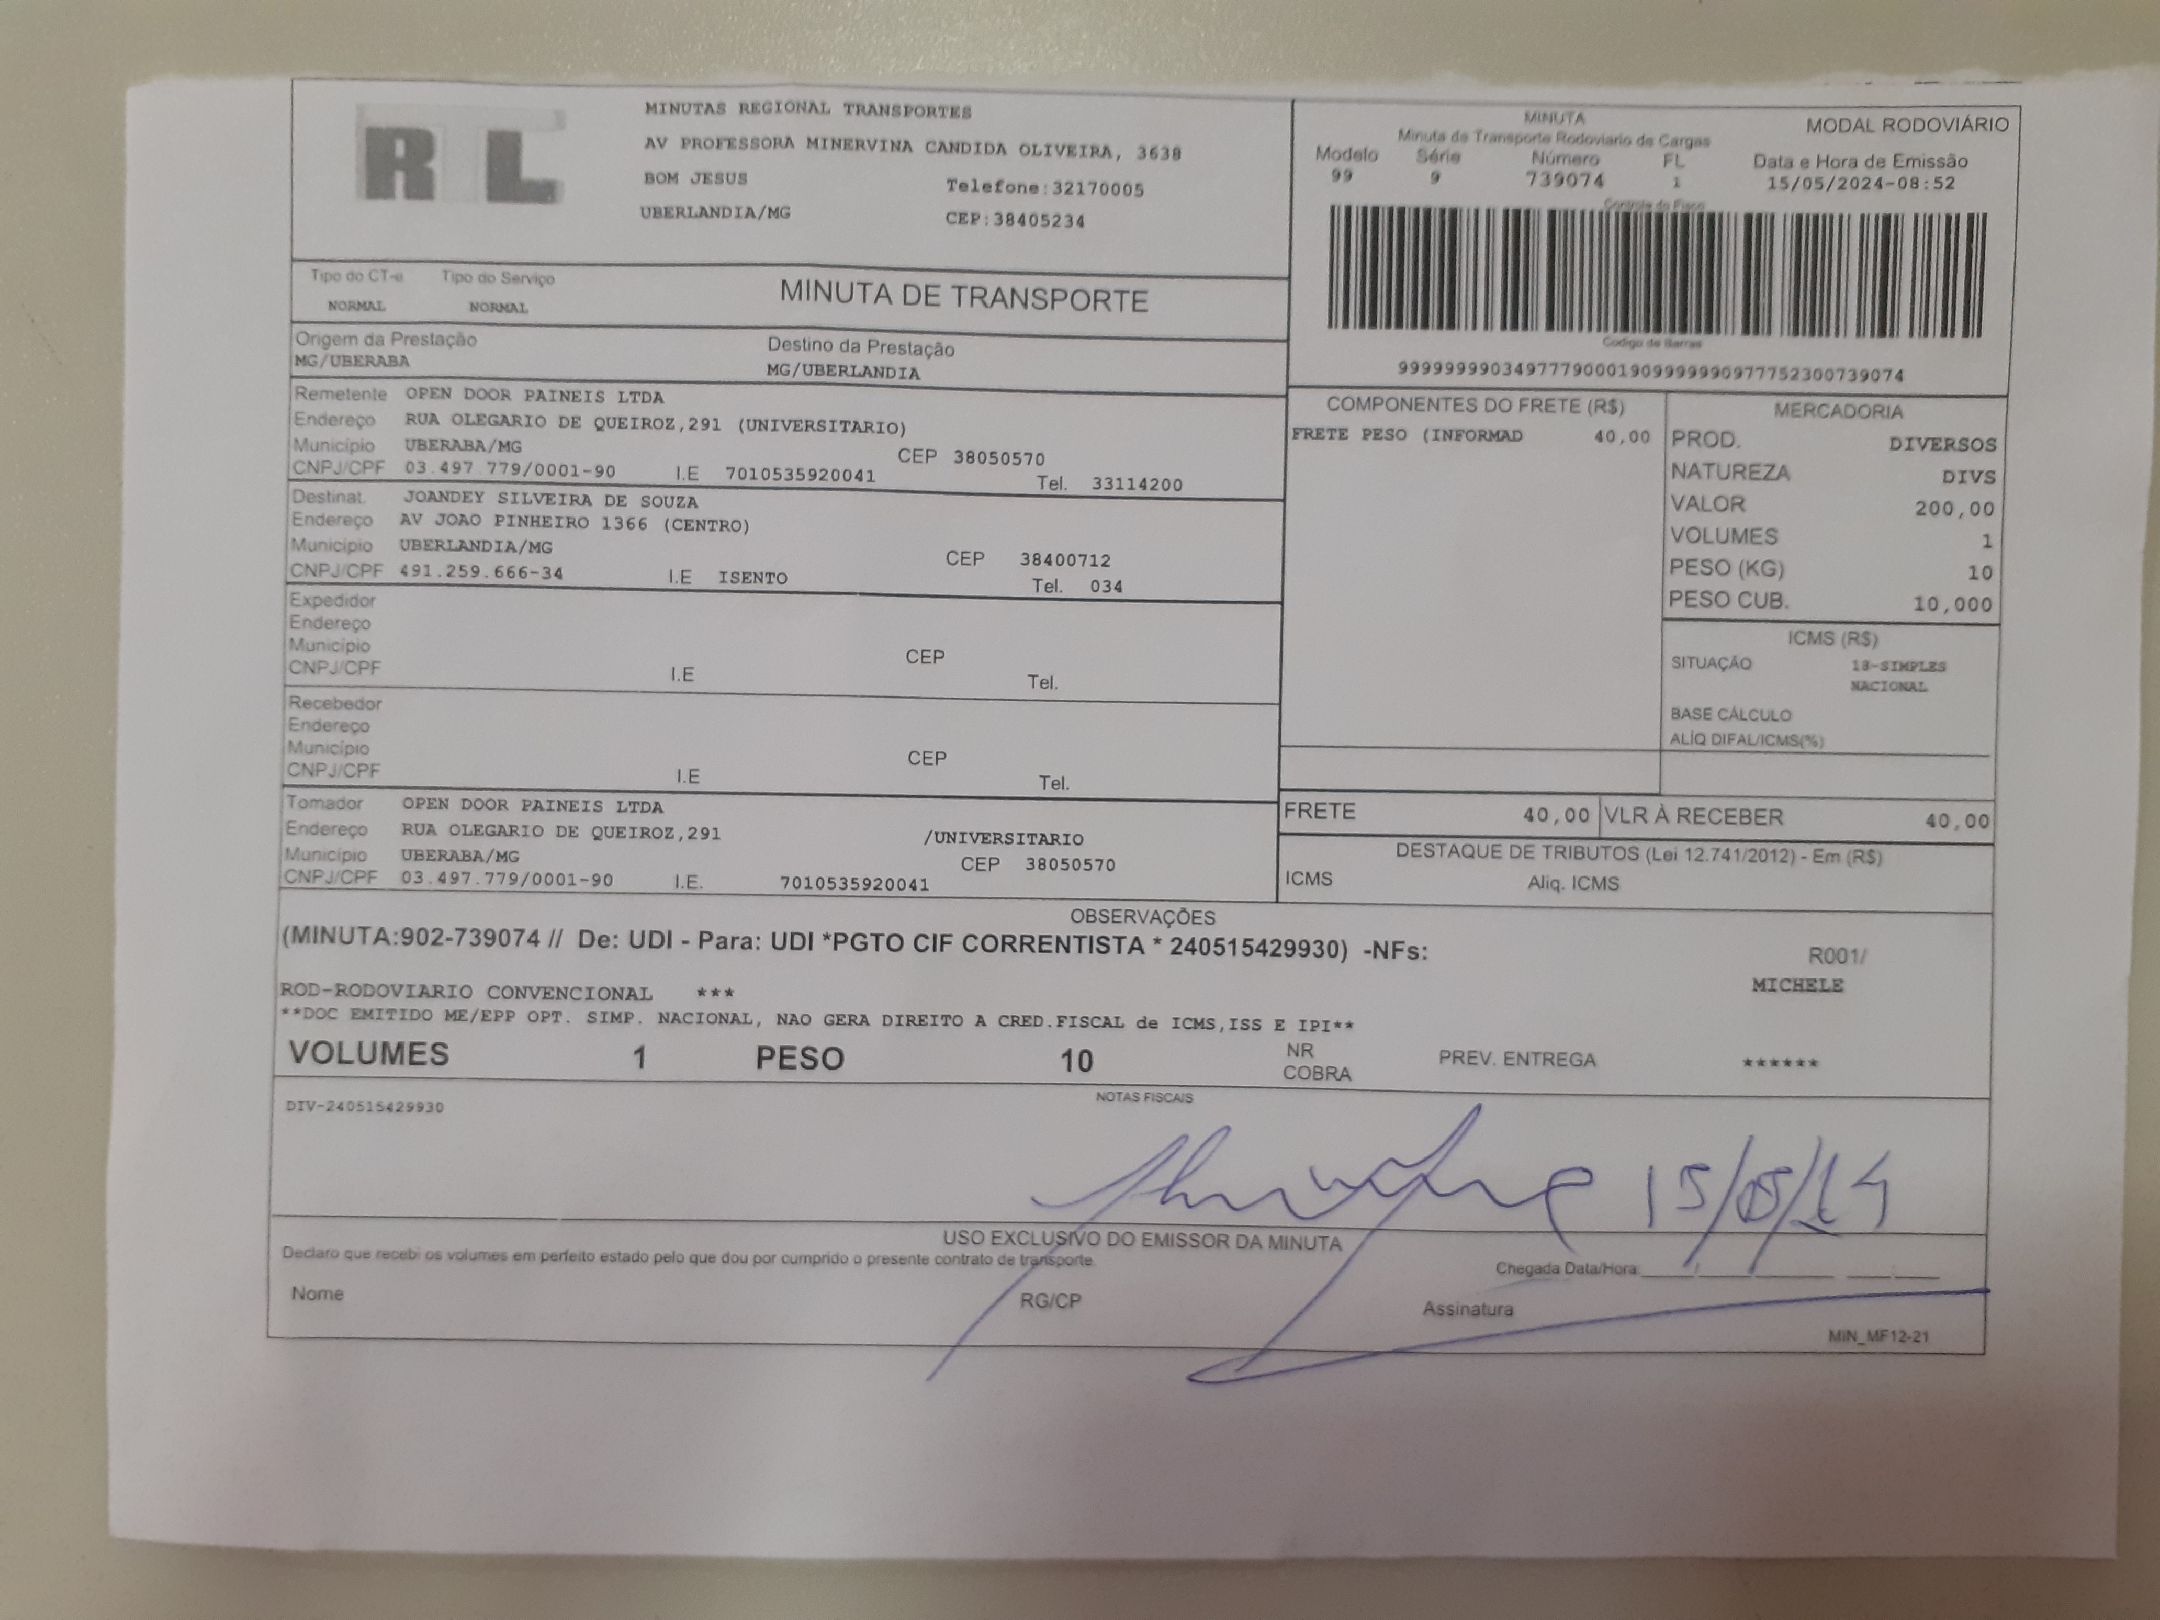 RTL
MINUTAS REGIONAL TRANSPORTES
AV PROFESSORA MINERVINA CANDIDA OLIVEIRA, 3638
BOM JESUS Telefone:32170005
UBERLANDIA/MG CEP:38405234
MINUTA
Minuta de Transporte Rodoviario de Cargas
MODAL RODOVIÁRIO
Modelo Série Número FL Data e Hora de Emissão
99 9 739074 1 15/05/2024-08:52
Controle do Fisco
Codigo de Barras
Tipo do CT-e Tipo do Serviço
NORMAL NORMAL
MINUTA DE TRANSPORTE
Origem da Prestação Destino da Prestação
MG/UBERABA MG/UBERLANDIA
Remetente OPEN DOOR PAINEIS LTDA
Endereço RUA OLEGARIO DE QUEIROZ,291 (UNIVERSITARIO)
Município UBERABA/MG CEP 38050570
CNPJ/CPF 03.497.779/0001-90 I.E 7010535920041 Tel. 33114200
Destinat. JOANDEY SILVEIRA DE SOUZA
Endereço AV JOAO PINHEIRO 1366 (CENTRO)
Município UBERLANDIA/MG CEP 38400712
CNPJ/CPF 491.259.666-34 I.E ISENTO Tel. 034
Expedidor
Endereço
Município CEP
CNPJ/CPF I.E Tel.
Recebedor
Endereço
Município CEP
CNPJ/CPF I.E Tel.
Tomador OPEN DOOR PAINEIS LTDA
Endereço RUA OLEGARIO DE QUEIROZ,291 /UNIVERSITARIO
Município UBERABA/MG CEP 38050570
CNPJ/CPF 03.497.779/0001-90 I.E. 7010535920041
COMPONENTES DO FRETE (R$)
FRETE PESO (INFORMAD 40,00
MERCADORIA
PROD. DIVERSOS
NATUREZA DIVS
VALOR 200,00
VOLUMES 1
PESO (KG) 10
PESO CUB. 10,000
ICMS (R$)
SITUAÇÃO 18-SIMPLES
NACIONAL
BASE CÁLCULO
ALÍQ DIFAL/ICMS(%)
FRETE 40,00 VLR À RECEBER 40,00
DESTAQUE DE TRIBUTOS (Lei 12.741/2012) - Em (R$)
ICMS Aliq. ICMS
OBSERVAÇÕES
(MINUTA:902-739074 // De: UDI - Para: UDI *PGTO CIF CORRENTISTA * 240515429930) -NFs:
R001/
MICHELE
ROD-RODOVIARIO CONVENCIONAL ***
**DOC EMITIDO ME/EPP OPT. SIMP. NACIONAL, NAO GERA DIREITO A CRED.FISCAL de ICMS,ISS E IPI**
VOLUMES 1 PESO 10 NR COBRA PREV. ENTREGA ******
NOTAS FISCAIS
DIV-240515429930
USO EXCLUSIVO DO EMISSOR DA MINUTA
Declaro que recebi os volumes em perfeito estado pelo que dou por cumprido o presente contrato de transporte.
Chegada Data/Hora:
Nome RG/CP Assinatura
MIN_MF12-21